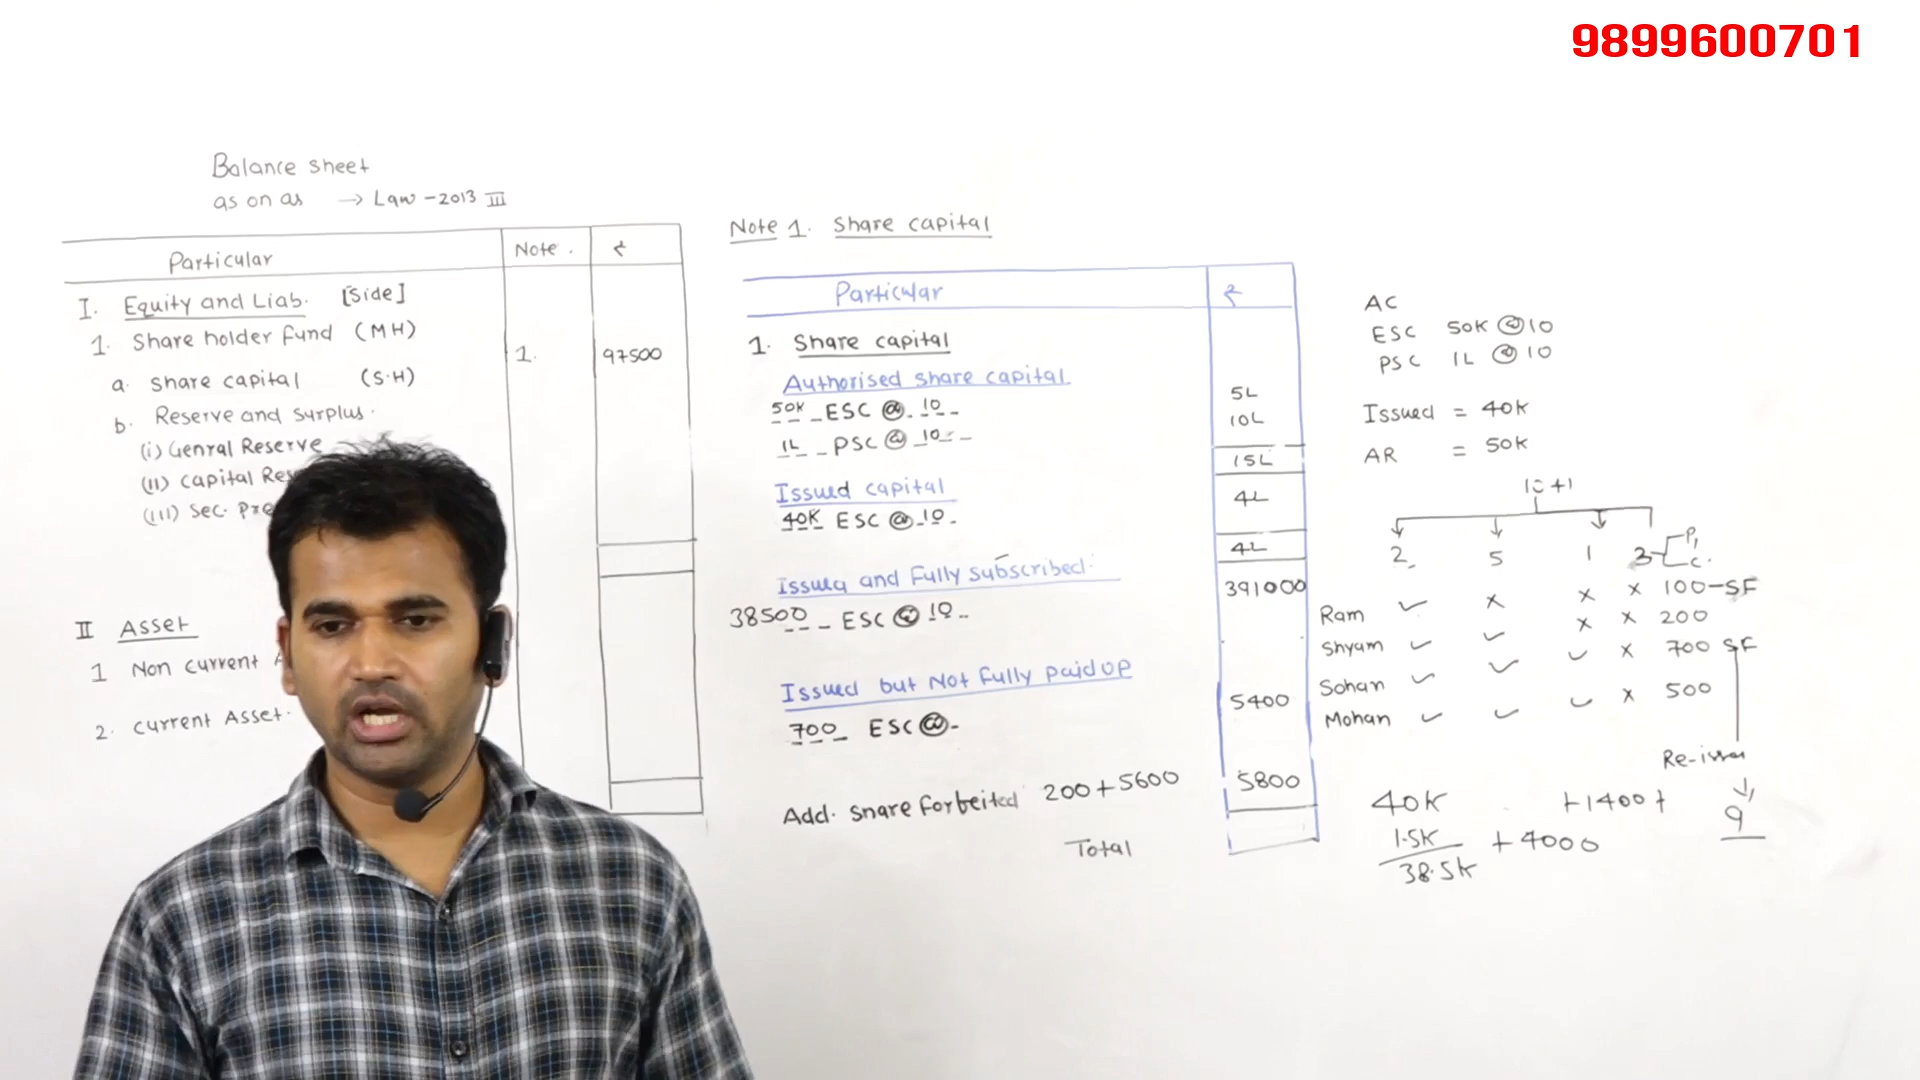 9899600701
Balance sheet
as on as → Law - 2013 III
Particular Note. ₹
I. Equity and Liab. [Side]
1. Share holder fund (MH)
a. Share capital (S.H) 1. 97500
b. Reserve and Surplus.
(i) Genral Reserve
(ii) Capital Res
(iii) Sec. Pre
II Asset
1 Non Current A
2. Current Asset.
Note 1. Share capital
Particular ₹
1. Share capital
Authorised share capital
50K ESC @ 10 5L
1L PSC @ 10 10L
15L
Issued capital 4L
40K ESC @ 10
4L
Issued and Fully subscribed. 391000
38500 ESC @ 10
Issued but Not Fully Paid up
700 ESC @ 5400
Add. share forbeited 200 + 5600 5800
Total
AC
ESC 50K @ 10
PSC 1L @ 10
Issued = 40K
AR = 50K
10 + 1
2 5 1 3 P, C.
Ram ✓ × × × 100 - SF
Shyam ✓ ✓ × × 200
Sohan ✓ ✓ ✓ × 700 SF
Mohan ✓ ✓ ✓ × 500
Re-issue
40K +1400+ 9
1.5K + 4000
38.5K